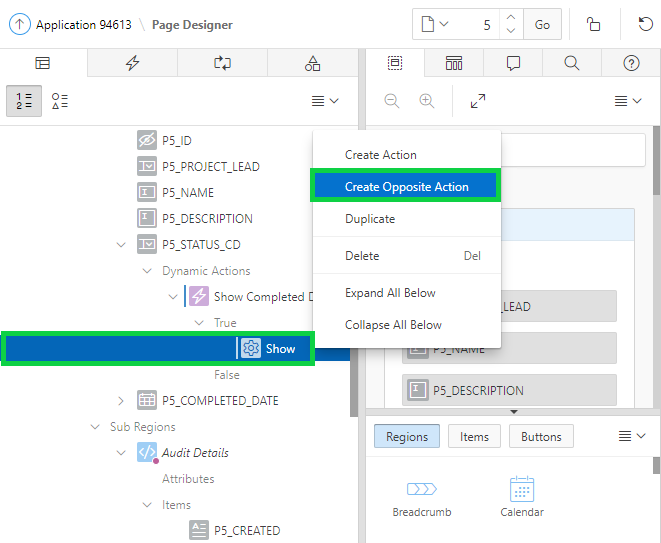 Application 94613 \ Page Designer
5
Go
P5_ID
P5_PROJECT_LEAD
P5_NAME
P5_DESCRIPTION
P5_STATUS_CD
Dynamic Actions
Show Completed D
True
Show
False
P5_COMPLETED_DATE
Sub Regions
Audit Details
Attributes
Items
P5_CREATED
Create Action
Create Opposite Action
Duplicate
Delete Del
Expand All Below
Collapse All Below
_LEAD
P5_NAME
P5_DESCRIPTION
Regions Items Buttons
Breadcrumb Calendar